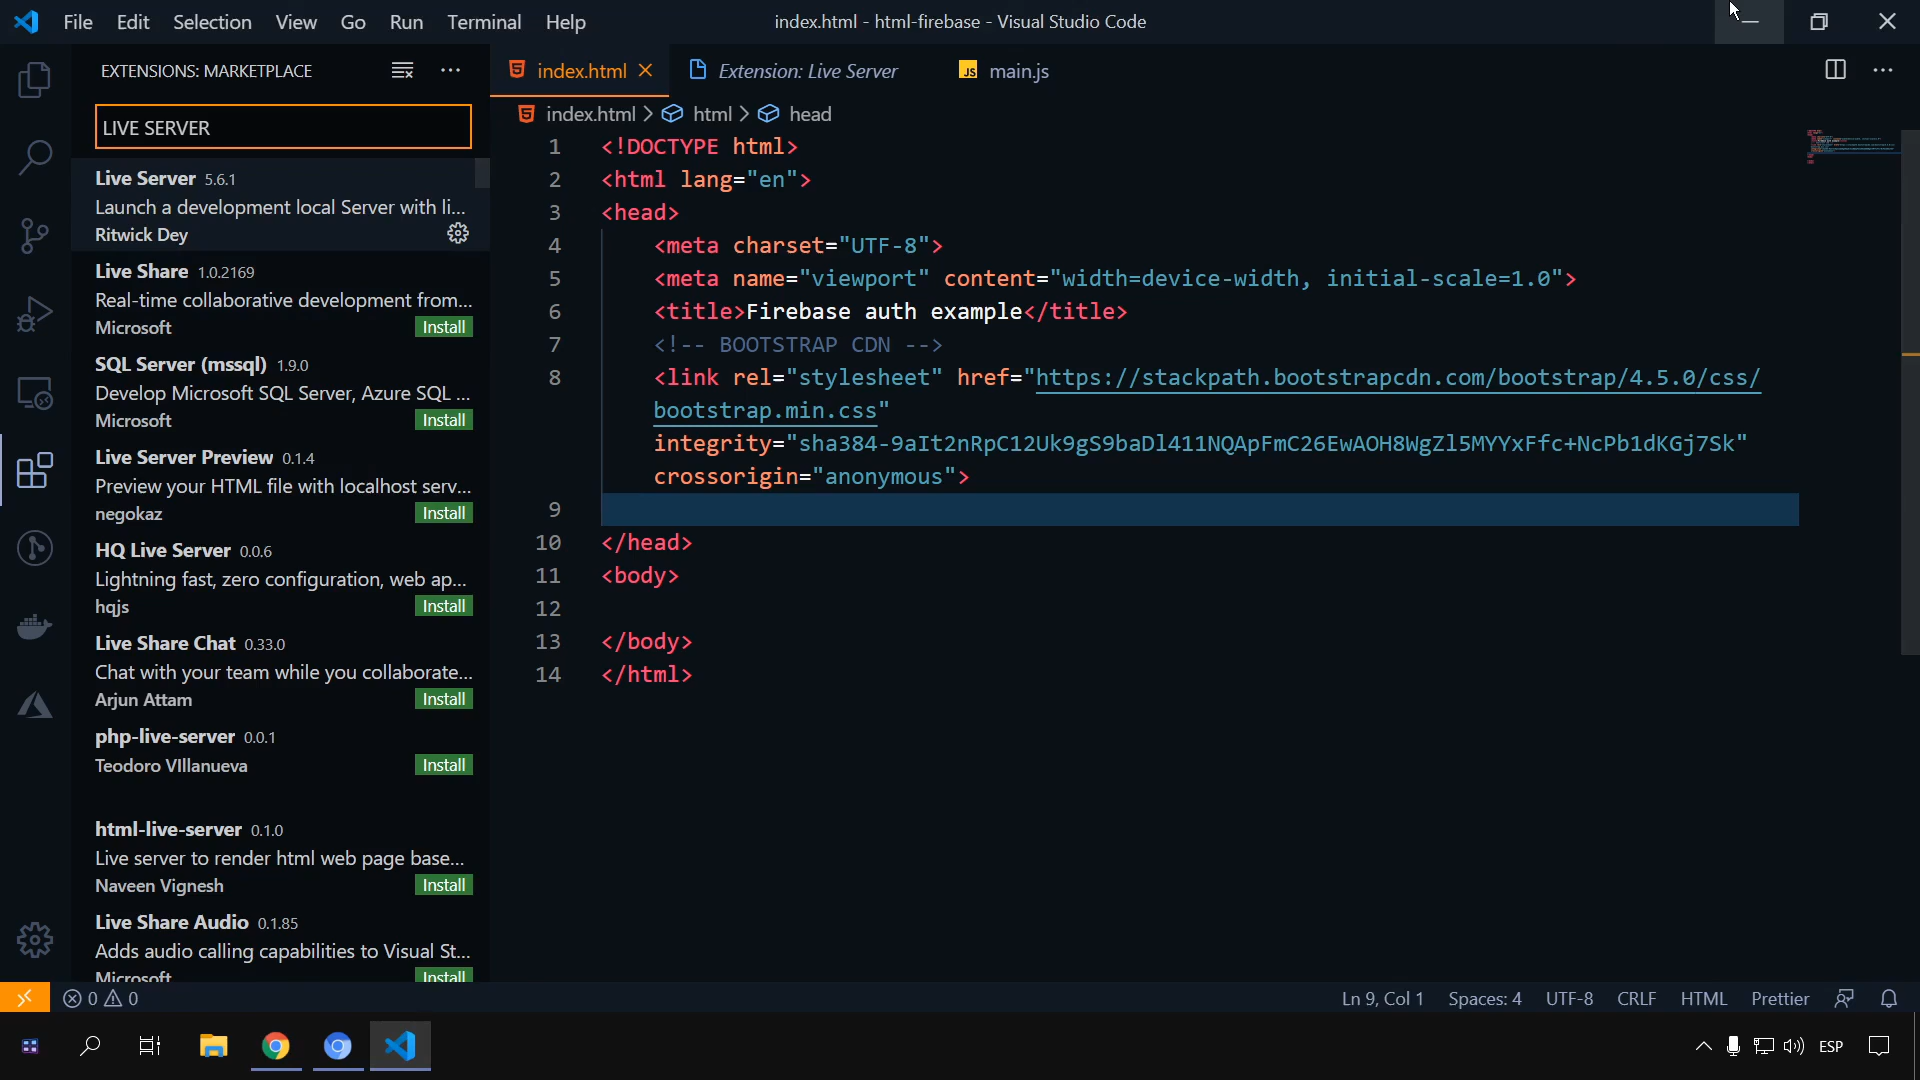 File Edit Selection View Go Run Terminal Help
index.html - html-firebase - Visual Studio Code
EXTENSIONS: MARKETPLACE
LIVE SERVER
Live Server 5.6.1
Launch a development local Server with li...
Ritwick Dey
Live Share 1.0.2169
Real-time collaborative development from...
Microsoft
Install
SQL Server (mssql) 1.9.0
Develop Microsoft SQL Server, Azure SQL ...
Microsoft
Install
Live Server Preview 0.1.4
Preview your HTML file with localhost serv...
negokaz
Install
HQ Live Server 0.0.6
Lightning fast, zero configuration, web ap...
hqjs
Install
Live Share Chat 0.33.0
Chat with your team while you collaborate...
Arjun Attam
Install
php-live-server 0.0.1
Teodoro VIllanueva
Install
html-live-server 0.1.0
Live server to render html web page base...
Naveen Vignesh
Install
Live Share Audio 0.1.85
Adds audio calling capabilities to Visual St...
Microsoft
Install
index.html
Extension: Live Server
JS main.js
index.html > html > head
1 <!DOCTYPE html>
2 <html lang="en">
3 <head>
4 <meta charset="UTF-8">
5 <meta name="viewport" content="width=device-width, initial-scale=1.0">
6 <title>Firebase auth example</title>
7 <!-- BOOTSTRAP CDN -->
8 <link rel="stylesheet" href="https://stackpath.bootstrapcdn.com/bootstrap/4.5.0/css/
bootstrap.min.css"
integrity="sha384-9aIt2nRpC12Uk9gS9baDl411NQApFmC26EwAOH8WgZl5MYYxFfc+NcPb1dKGj7Sk"
crossorigin="anonymous">
9
10 </head>
11 <body>
12
13 </body>
14 </html>
0 0
Ln 9, Col 1 Spaces: 4 UTF-8 CRLF HTML Prettier
ESP